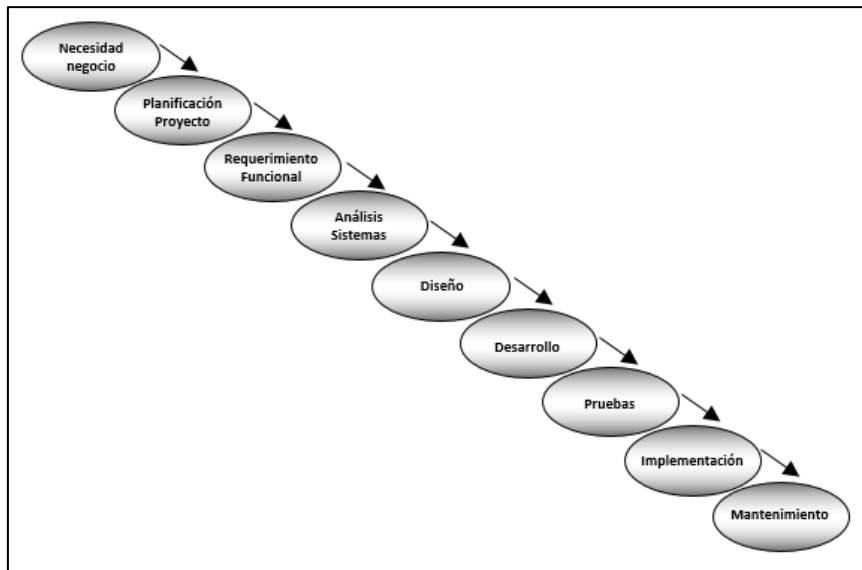 Necesidad
negocio
Planificación
Proyecto
Requerimiento
Funcional
Análisis
Sistemas
Diseño
Desarrollo
Pruebas
Implementación
Mantenimiento